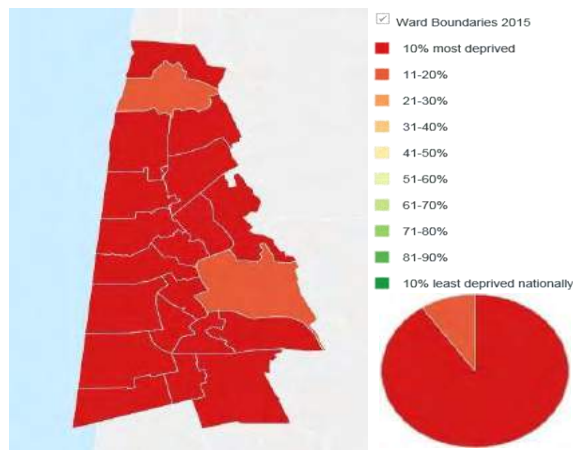 Ward Boundaries 2015
10% most deprived
11-20%
21-30%
31-40%
41-50%
51-60%
61-70%
71-80%
81-90%
10% least deprived nationally